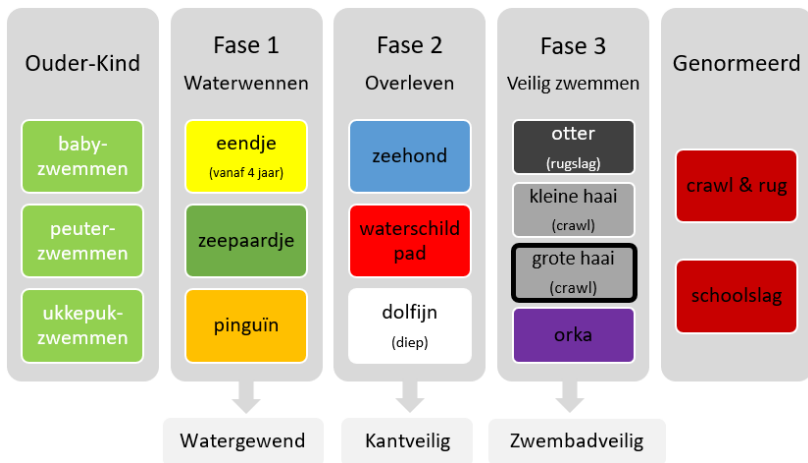 Ouder-Kind
baby-
zwemmen
peuter-
zwemmen
ukkepuk-
zwemmen
Fase 1
Waterwennen
eendje
(vanaf 4 jaar)
zeepaardje
pinguïn
Watergewend
Fase 2
Overleven
zeehond
waterschild
pad
dolfijn
(diep)
Kantveilig
Fase 3
Veilig zwemmen
otter
(rugslag)
kleine haai
(crawl)
grote haai
(crawl)
orka
Zwembadveilig
Genormeerd
crawl & rug
schoolslag